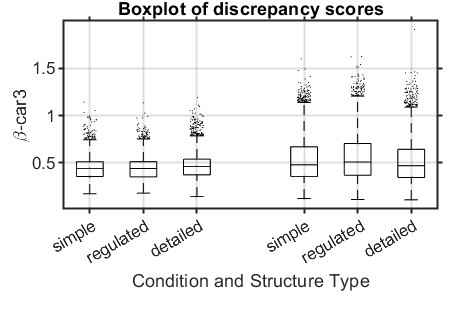 Boxplot of discrepancy scores
1.5
1
0.5
β-car3
simple
regulated
detailed
simple
regulated
detailed
Condition and Structure Type